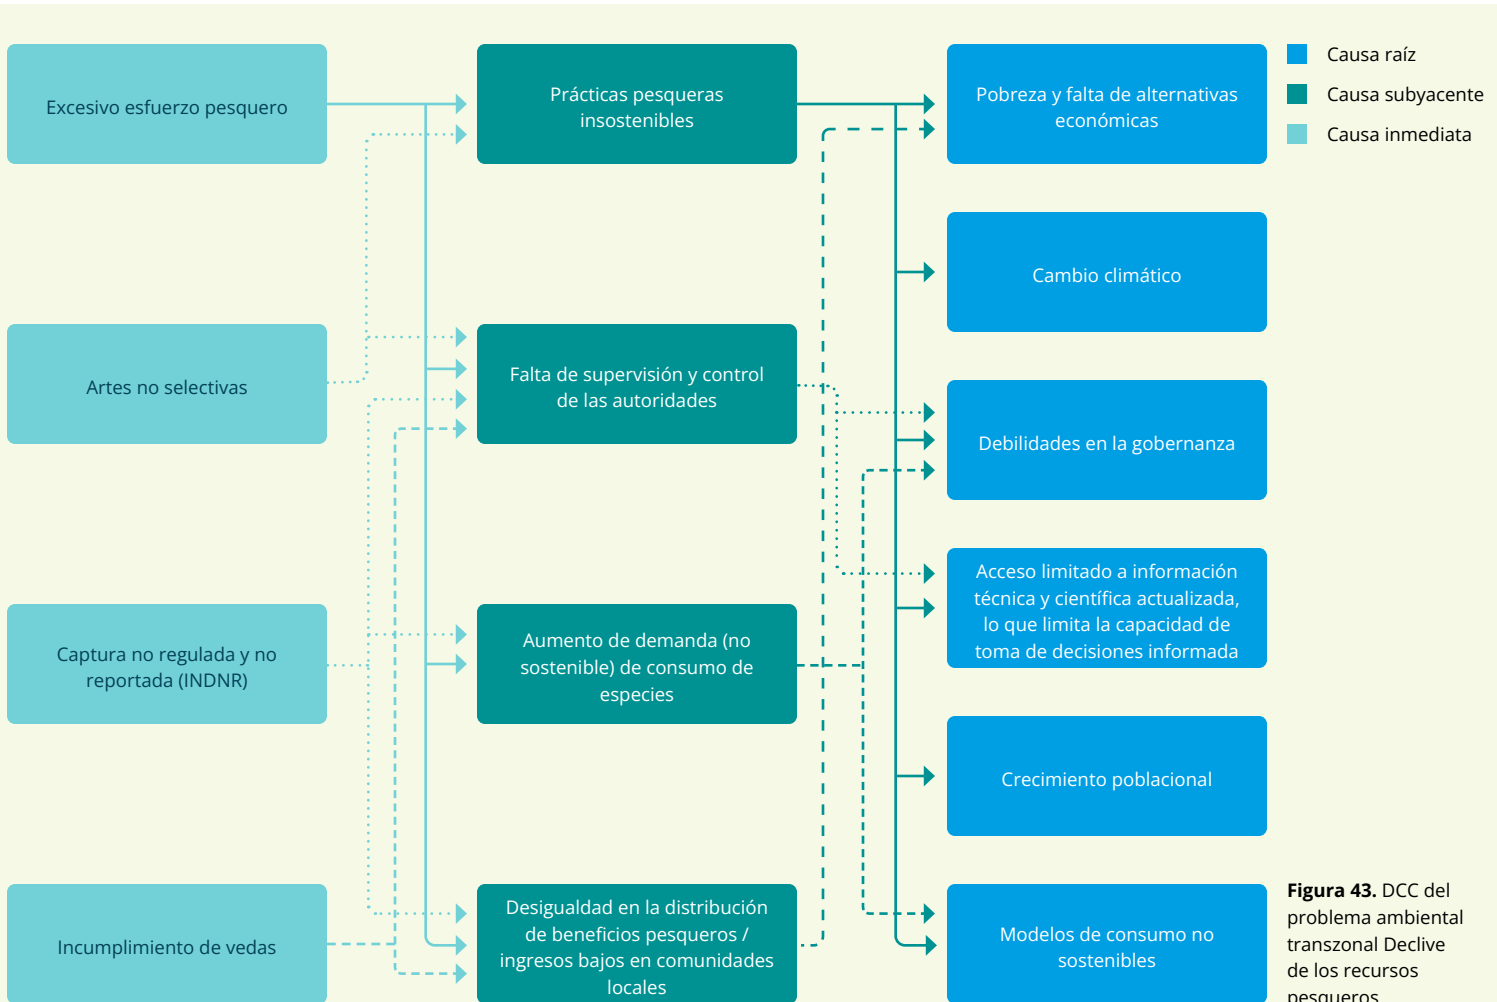 Excesivo esfuerzo pesquero
Artes no selectivas
Captura no regulada y no
reportada (INDNR)
Incumplimiento de vedas
Prácticas pesqueras
insostenibles
Falta de supervisión y control
de las autoridades
Aumento de demanda (no
sostenible) de consumo de
especies
Desigualdad en la distribución
de beneficios pesqueros /
ingresos bajos en comunidades
locales
Pobreza y falta de alternativas
económicas
Cambio climático
Debilidades en la gobernanza
Acceso limitado a información
técnica y científica actualizada,
lo que limita la capacidad de
toma de decisiones informada
Crecimiento poblacional
Modelos de consumo no
sostenibles
Causa raíz
Causa subyacente
Causa inmediata
Figura 43. DCC del
problema ambiental
transzonal Declive
de los recursos
pesqueros